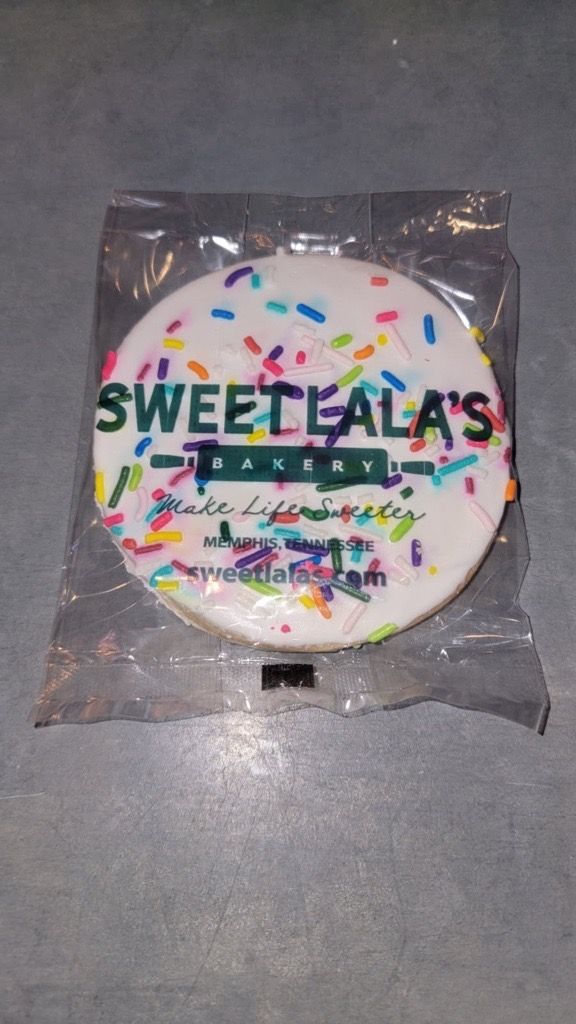 SWEET LALA'S
BAKERY
Make Life Sweeter
MEMPHIS, TENNESSEE
sweetlalas.com